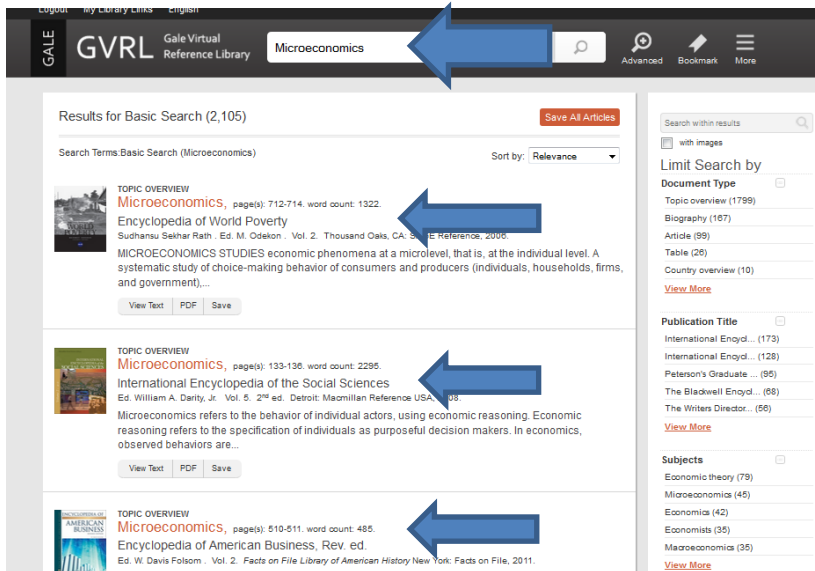 Logout My Library Links English
GALE
GVRL Gale Virtual Reference Library
Microeconomics
Advanced Bookmark More
Results for Basic Search (2,105)
Save All Articles
Search Terms:Basic Search (Microeconomics)
Sort by: Relevance
TOPIC OVERVIEW
Microeconomics, page(s): 712-714. word count: 1322.
Encyclopedia of World Poverty
Sudhansu Sekhar Rath . Ed. M. Odekon . Vol. 2. Thousand Oaks, CA: Reference, 2006.
MICROECONOMICS STUDIES economic phenomena at a microlevel, that is, at the individual level. A
systematic study of choice-making behavior of consumers and producers (individuals, households, firms,
and government),...
View Text PDF Save
WORLD
POVERTY
TOPIC OVERVIEW
Microeconomics, page(s): 133-136. word count: 2295.
International Encyclopedia of the Social Sciences
Ed. William A. Darity, Jr. Vol. 5. 2nd ed. Detroit: Macmillan Reference USA, 08.
Microeconomics refers to the behavior of individual actors, using economic reasoning. Economic
reasoning refers to the specification of individuals as purposeful decision makers. In economics,
observed behaviors are...
View Text PDF Save
SOCIAL SCIENCES
TOPIC OVERVIEW
Microeconomics, page(s): 510-511. word count: 485.
Encyclopedia of American Business, Rev. ed.
Ed. W. Davis Folsom . Vol. 2. Facts on File Library of American History New York: Facts on File, 2011.
ENCYCLOPEDIA OF
AMERICAN
BUSINESS
Search within results
with images
Limit Search by
Document Type
Topic overview (1799)
Biography (167)
Article (99)
Table (26)
Country overview (10)
View More
Publication Title
International Encycl... (173)
International Encycl... (128)
Peterson's Graduate ... (95)
The Blackwell Encycl... (68)
The Writers Director... (56)
View More
Subjects
Economic theory (79)
Microeconomics (45)
Economics (42)
Economists (35)
Macroeconomics (35)
View More